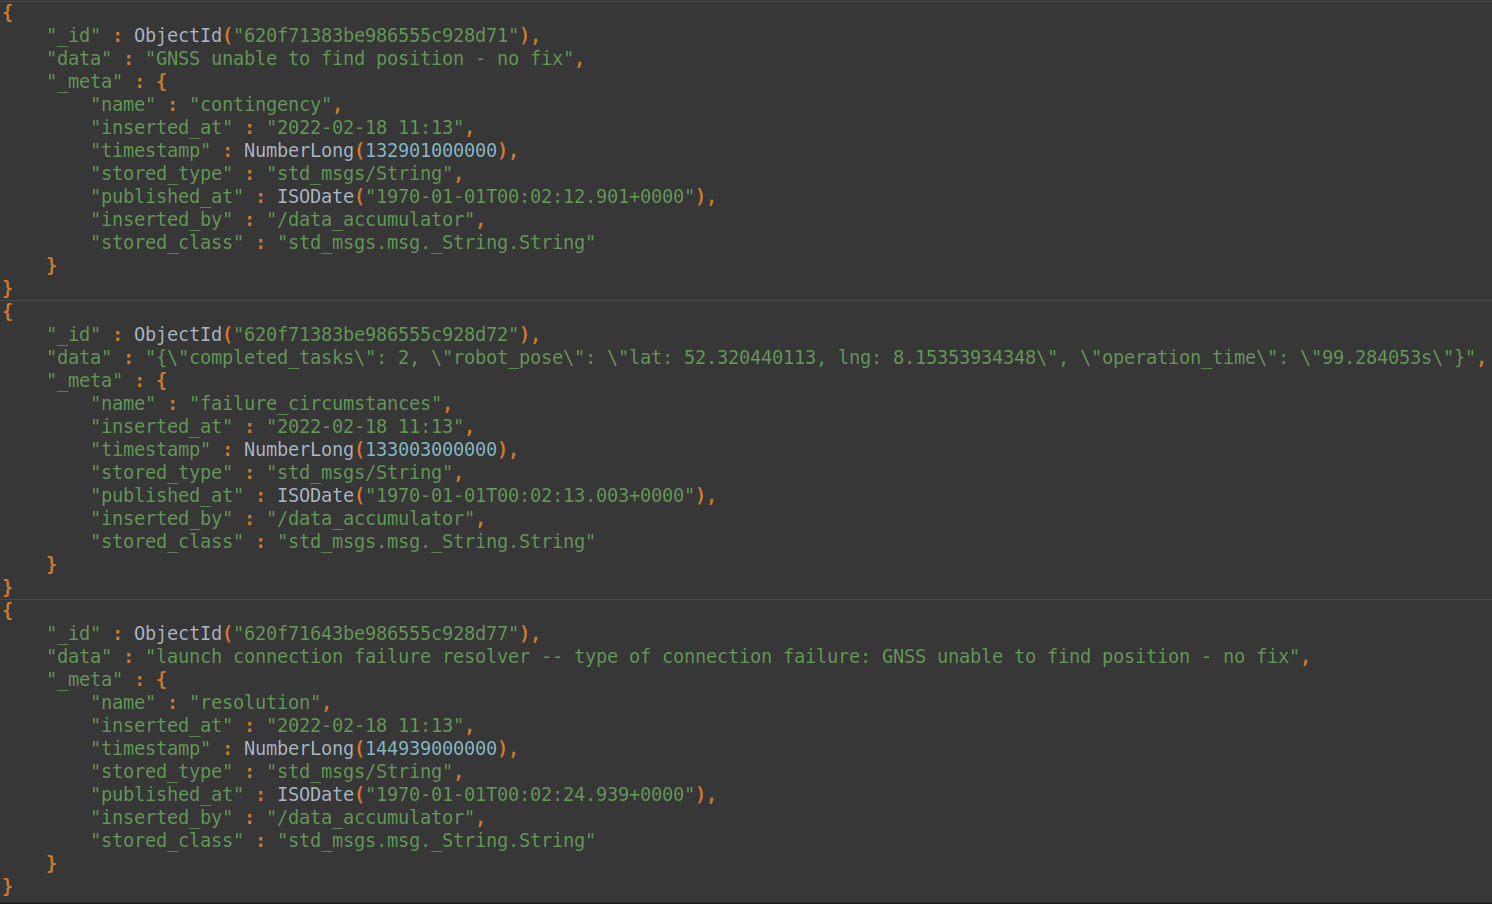 {
    "_id" : ObjectId("620f71383be986555c928d71"),
    "data" : "GNSS unable to find position - no fix",
    "_meta" : {
        "name" : "contingency",
        "inserted_at" : "2022-02-18 11:13",
        "timestamp" : NumberLong(132901000000),
        "stored_type" : "std_msgs/String",
        "published_at" : ISODate("1970-01-01T00:02:12.901+0000"),
        "inserted_by" : "/data_accumulator",
        "stored_class" : "std_msgs.msg._String.String"
    }
}
{
    "_id" : ObjectId("620f71383be986555c928d72"),
    "data" : "{\"completed_tasks\": 2, \"robot_pose\": \"lat: 52.320440113, lng: 8.15353934348\", \"operation_time\": \"99.284053s\"}",
    "_meta" : {
        "name" : "failure_circumstances",
        "inserted_at" : "2022-02-18 11:13",
        "timestamp" : NumberLong(133003000000),
        "stored_type" : "std_msgs/String",
        "published_at" : ISODate("1970-01-01T00:02:13.003+0000"),
        "inserted_by" : "/data_accumulator",
        "stored_class" : "std_msgs.msg._String.String"
    }
}
{
    "_id" : ObjectId("620f71643be986555c928d77"),
    "data" : "launch connection failure resolver -- type of connection failure: GNSS unable to find position - no fix",
    "_meta" : {
        "name" : "resolution",
        "inserted_at" : "2022-02-18 11:13",
        "timestamp" : NumberLong(144939000000),
        "stored_type" : "std_msgs/String",
        "published_at" : ISODate("1970-01-01T00:02:24.939+0000"),
        "inserted_by" : "/data_accumulator",
        "stored_class" : "std_msgs.msg._String.String"
    }
}